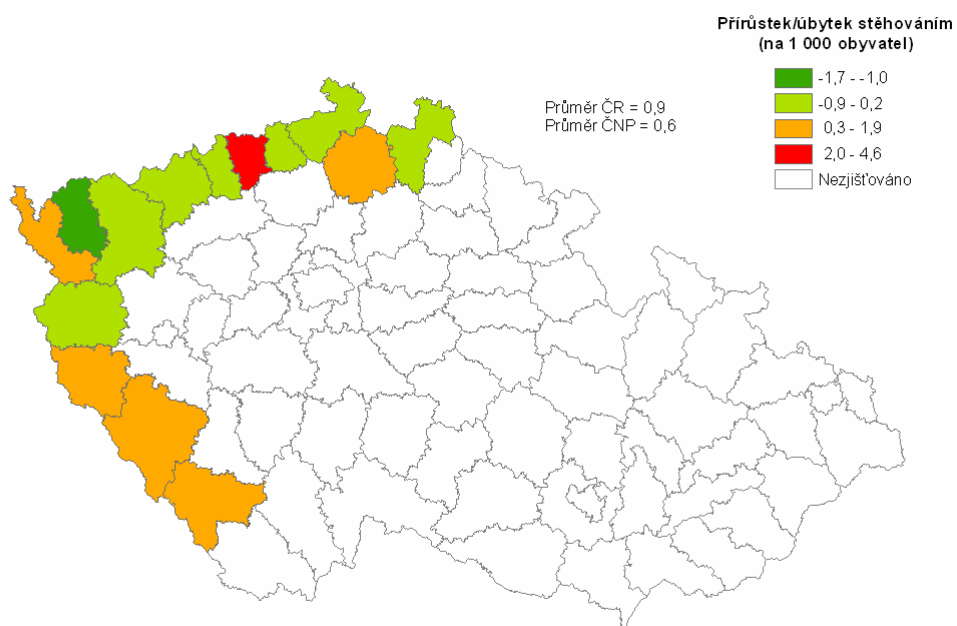 Přírůstek/úbytek stěhováním
(na 1 000 obyvatel)
-1,7 - -1,0
-0,9 - 0,2
0,3 - 1,9
2,0 - 4,6
Nezjišťováno
Průměr ČR = 0,9
Průměr ČNP = 0,6